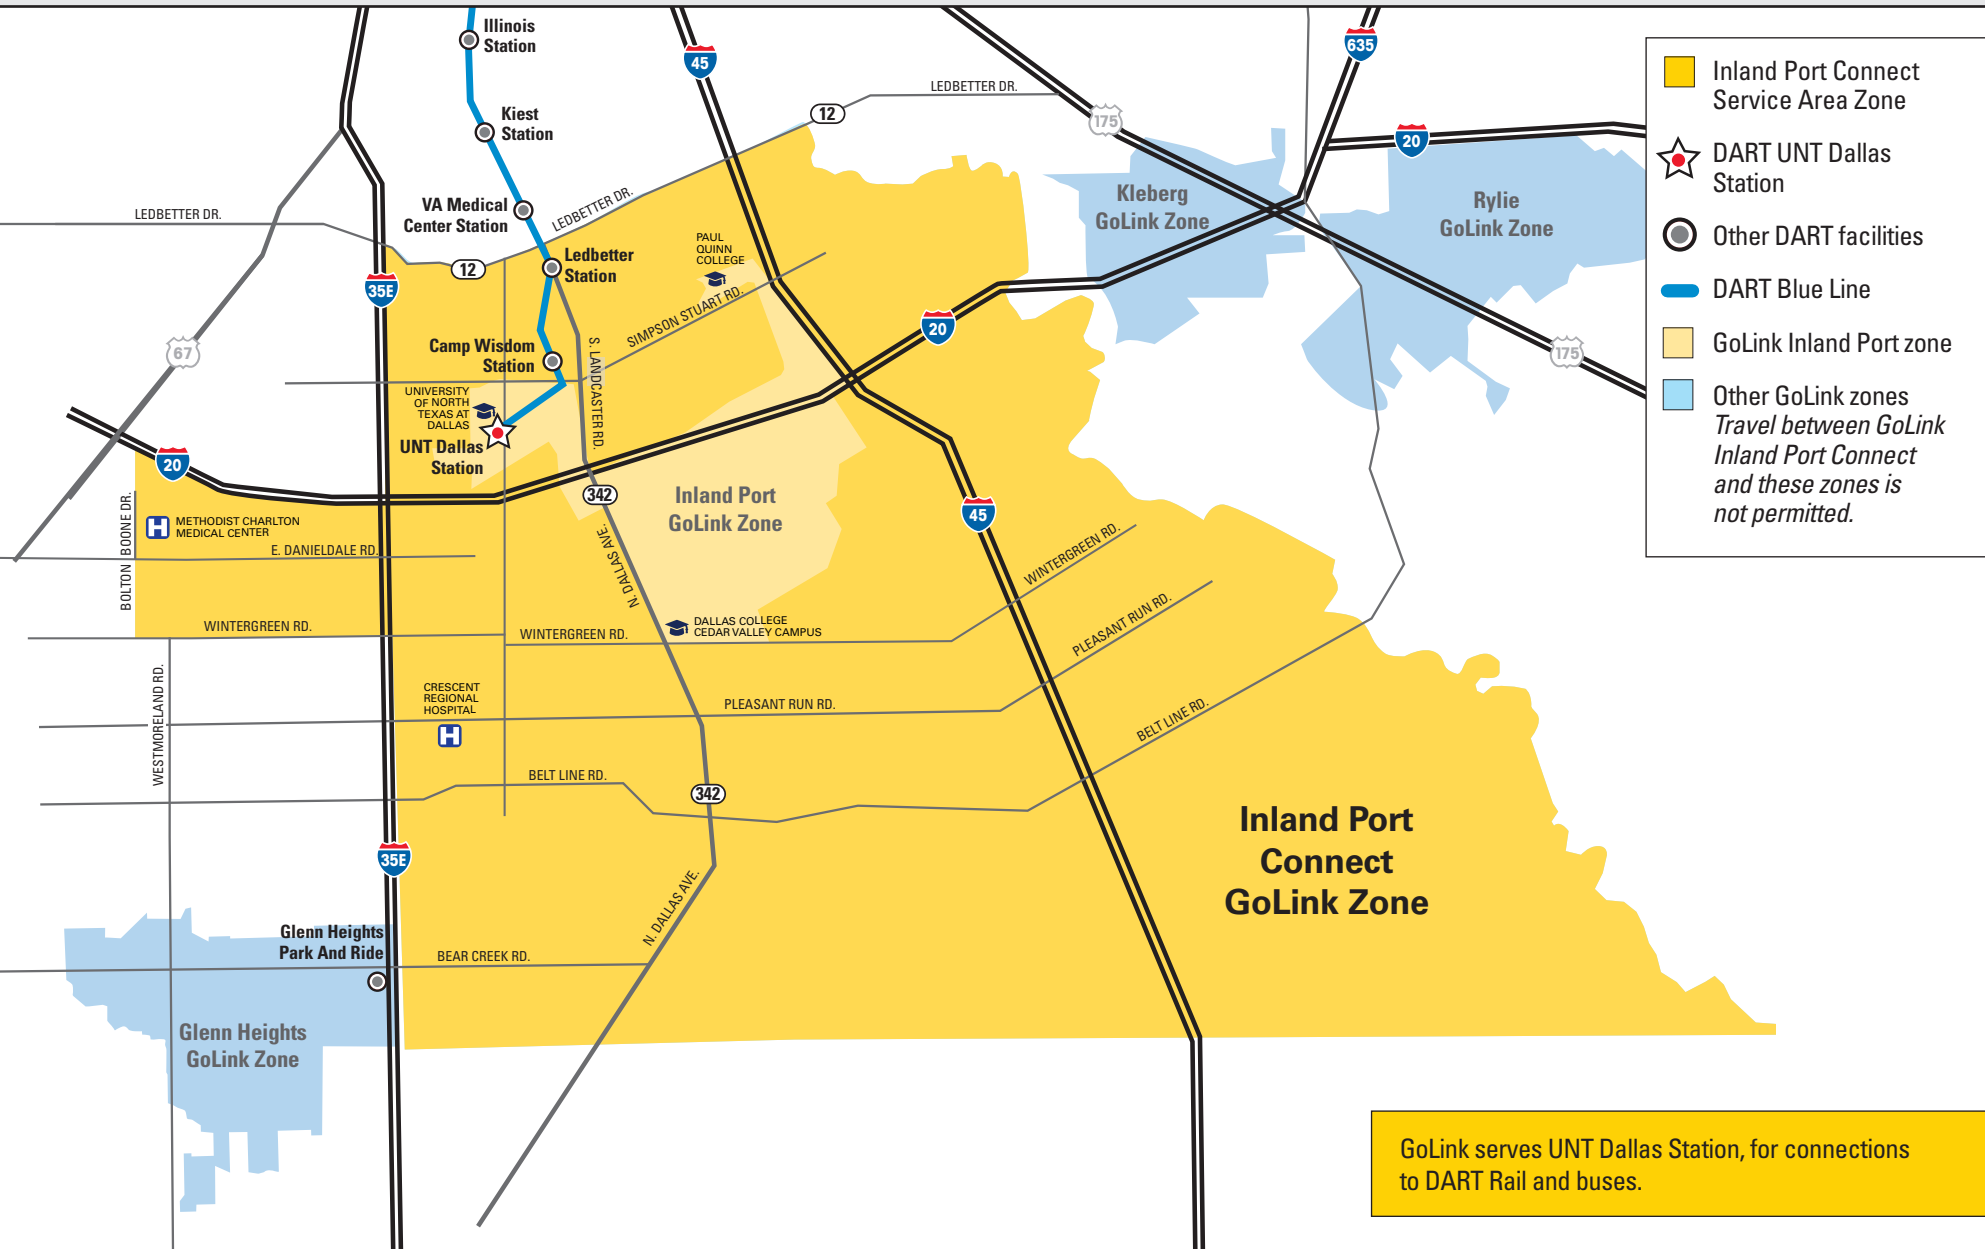 Illinois
Station
45
635
Kiest
Station
12
LEDBETTER DR.
175
20
VA Medical
Center Station
LEDBETTER DR.
LEDBETTER DR.
Kleberg
GoLink Zone
Rylie
GoLink Zone
PAUL
QUINN
COLLEGE
Ledbetter
Station
12
35E
SIMPSON STUART RD.
20
67
Camp Wisdom
Station
S. LANDCASTER RD.
175
UNIVERSITY
OF NORTH
TEXAS AT
DALLAS
UNT Dallas
Station
20
342
Inland Port
GoLink Zone
45
BOLTON BOONE DR.
H
METHODIST CHARLTON
MEDICAL CENTER
E. DANIELDALE RD.
N. DALLAS AVE.
WINTERGREEN RD.
PLEASANT RUN RD.
WINTERGREEN RD.
WINTERGREEN RD.
DALLAS COLLEGE
CEDAR VALLEY CAMPUS
WESTMORELAND RD.
CRESCENT
REGIONAL
HOSPITAL
H
PLEASANT RUN RD.
BELT LINE RD.
BELT LINE RD.
342
Inland Port
Connect
GoLink Zone
35E
N. DALLAS AVE.
Glenn Heights
Park And Ride
BEAR CREEK RD.
Glenn Heights
GoLink Zone
Inland Port Connect
Service Area Zone
DART UNT Dallas
Station
Other DART facilities
DART Blue Line
GoLink Inland Port zone
Other GoLink zones
Travel between GoLink
Inland Port Connect
and these zones is
not permitted.
GoLink serves UNT Dallas Station, for connections
to DART Rail and buses.